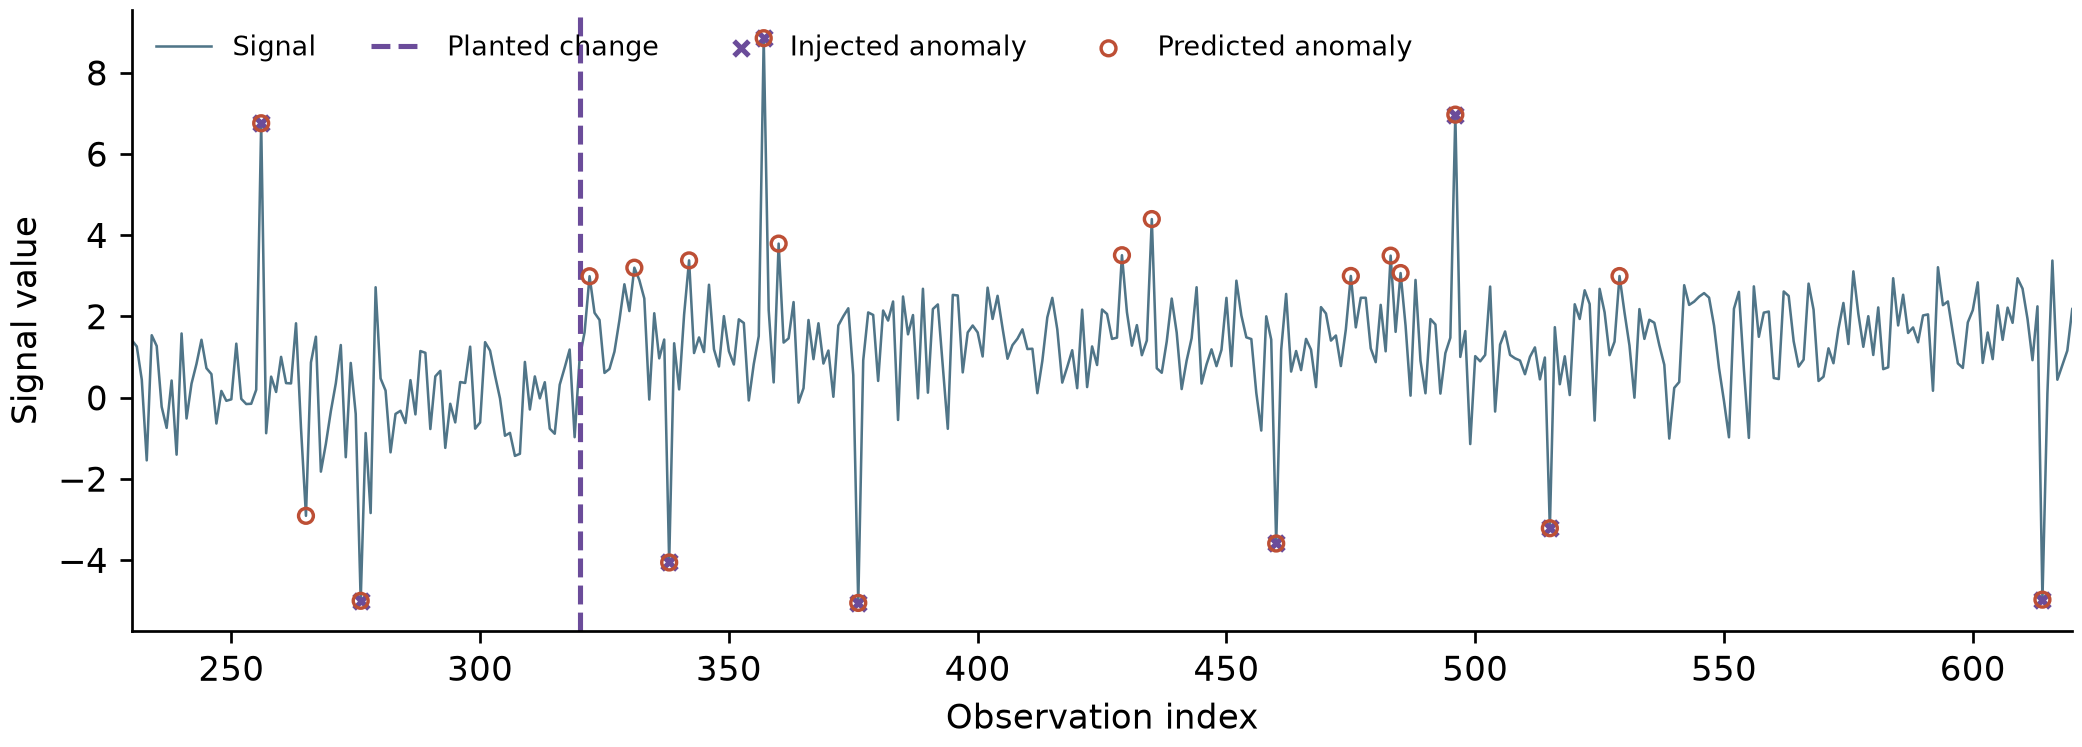 Signal Planted change Injected anomaly Predicted anomaly
Signal value
8
6
4
2
0
−2
−4
250 300 350 400 450 500 550 600
Observation index